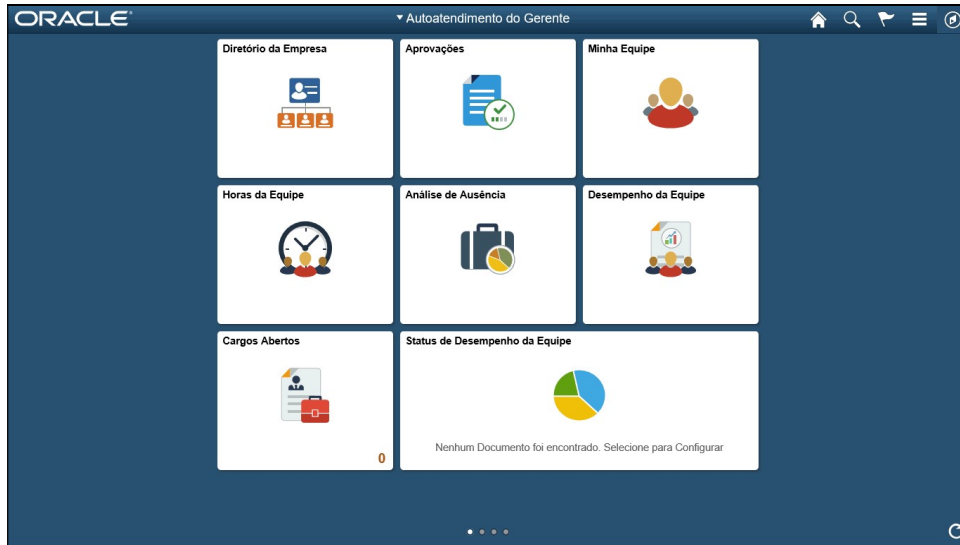 ORACLE
Autoatendimento do Gerente
Diretório da Empresa
Aprovações
Minha Equipe
Horas da Equipe
Análise de Ausência
Desempenho da Equipe
Cargos Abertos
Status de Desempenho da Equipe
0
Nenhum Documento foi encontrado. Selecione para Configurar